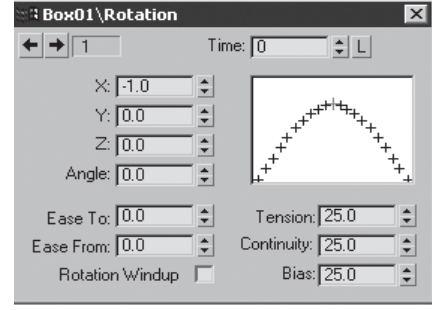 Box01\Rotation
1 Time: 0 L
X: -1.0
Y: 0.0
Z: 0.0
Angle: 0.0
Ease To: 0.0 Tension: 25.0
Ease From: 0.0 Continuity: 25.0
Rotation Windup Bias: 25.0